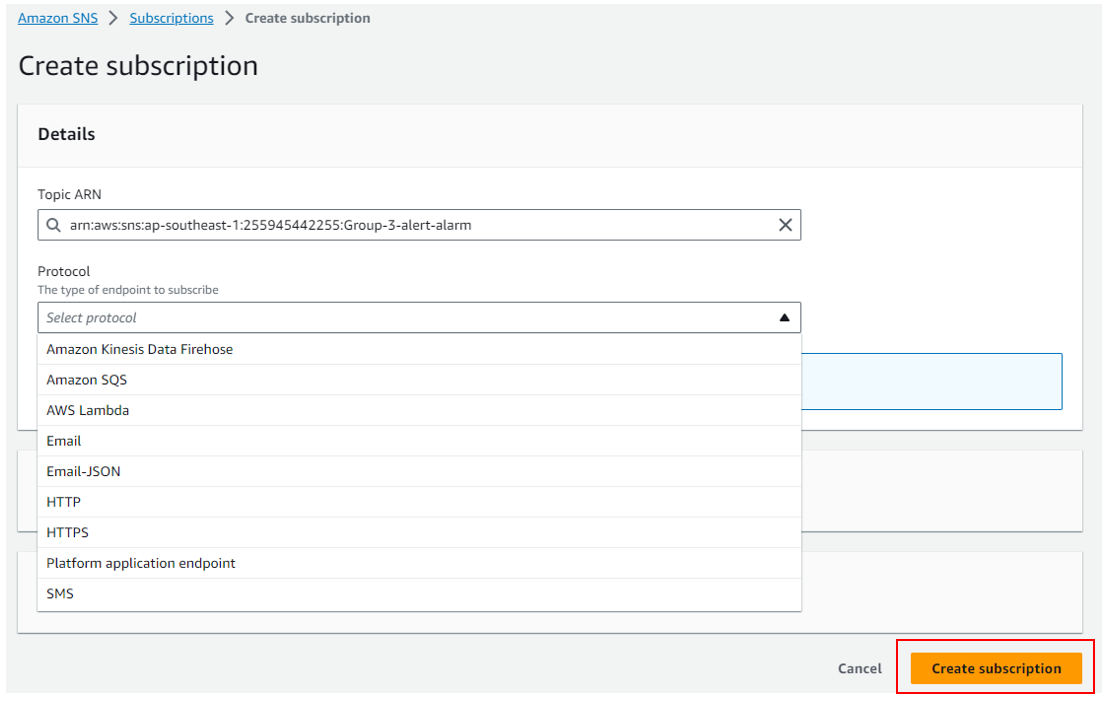 Amazon SNS > Subscriptions > Create subscription
Create subscription
Details
Topic ARN
arn:aws:sns:ap-southeast-1:255945442255:Group-3-alert-alarm
Protocol
The type of endpoint to subscribe
Select protocol
Amazon Kinesis Data Firehose
Amazon SQS
AWS Lambda
Email
Email-JSON
HTTP
HTTPS
Platform application endpoint
SMS
Cancel Create subscription